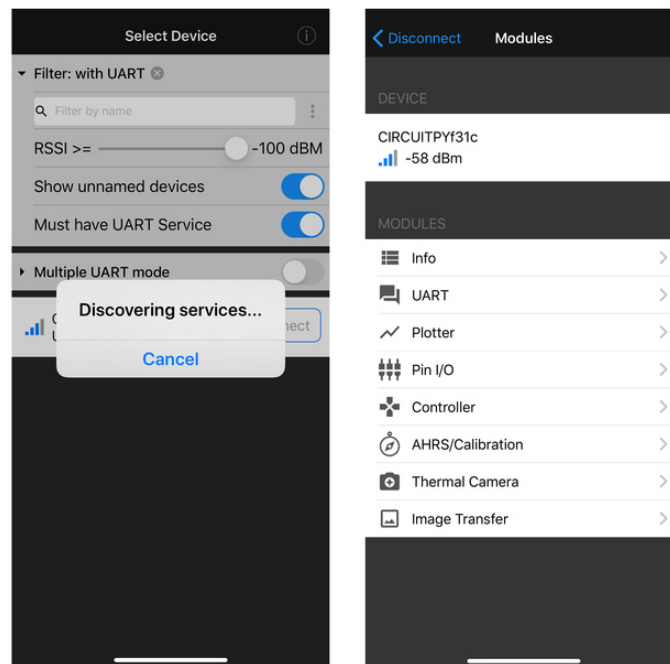 Select Device
Filter: with UART
Filter by name
RSSI >= -100 dBM
Show unnamed devices
Must have UART Service
Multiple UART mode
Discovering services...
Cancel
Disconnect Modules
DEVICE
CIRCUITPYf31c
-58 dBm
MODULES
Info
UART
Plotter
Pin I/O
Controller
AHRS/Calibration
Thermal Camera
Image Transfer